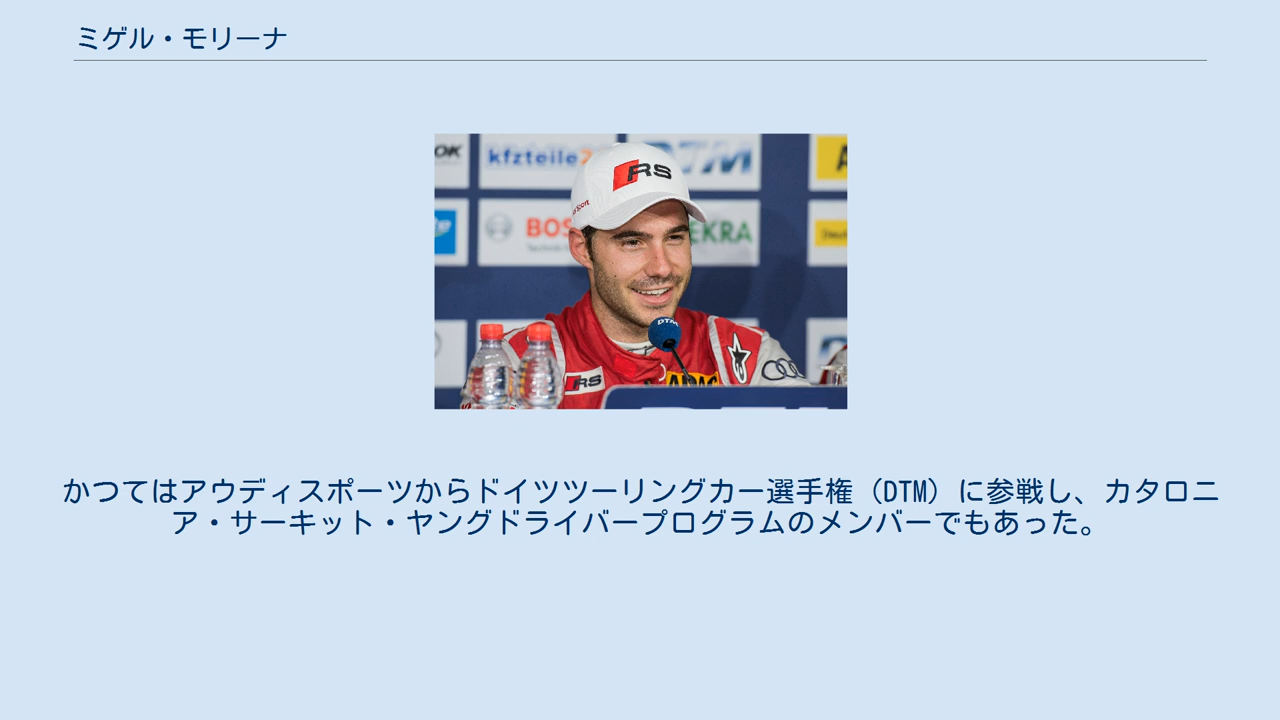 ミゲル・モリーナ
kfzteile
DTM
RS
BOS
EKRA
DTM
RS
かつてはアウディスポーツからドイツツーリングカー選手権（DTM）に参戦し、カタロニ
ア・サーキット・ヤングドライバープログラムのメンバーでもあった。